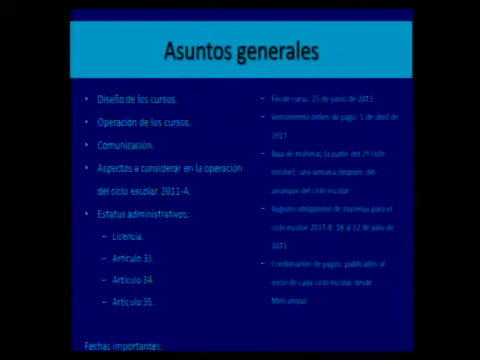 Asuntos generales
Diseño de los cursos.
Operación de los cursos.
Comunicación.
Aspectos a considerar en la operación
del ciclo escolar 2011-A.
Estatus administrativos:
– Licencia.
– Artículo 33.
– Artículo 34.
– Artículo 35.
Fechas importantes:
– Fin de curso: 25 de junio de 2011
– Vencimiento orden de pago: 1 de abril de
2011
– Baja de materias (a partir del 2º ciclo
escolar): una semana después del
arranque del ciclo escolar
– Registro obligatorio de materias para el
ciclo escolar 2011-B: 18 al 22 de julio de
2011.
– Condonación de pagos: publicados al
inicio de cada ciclo escolar desde
Metcampus